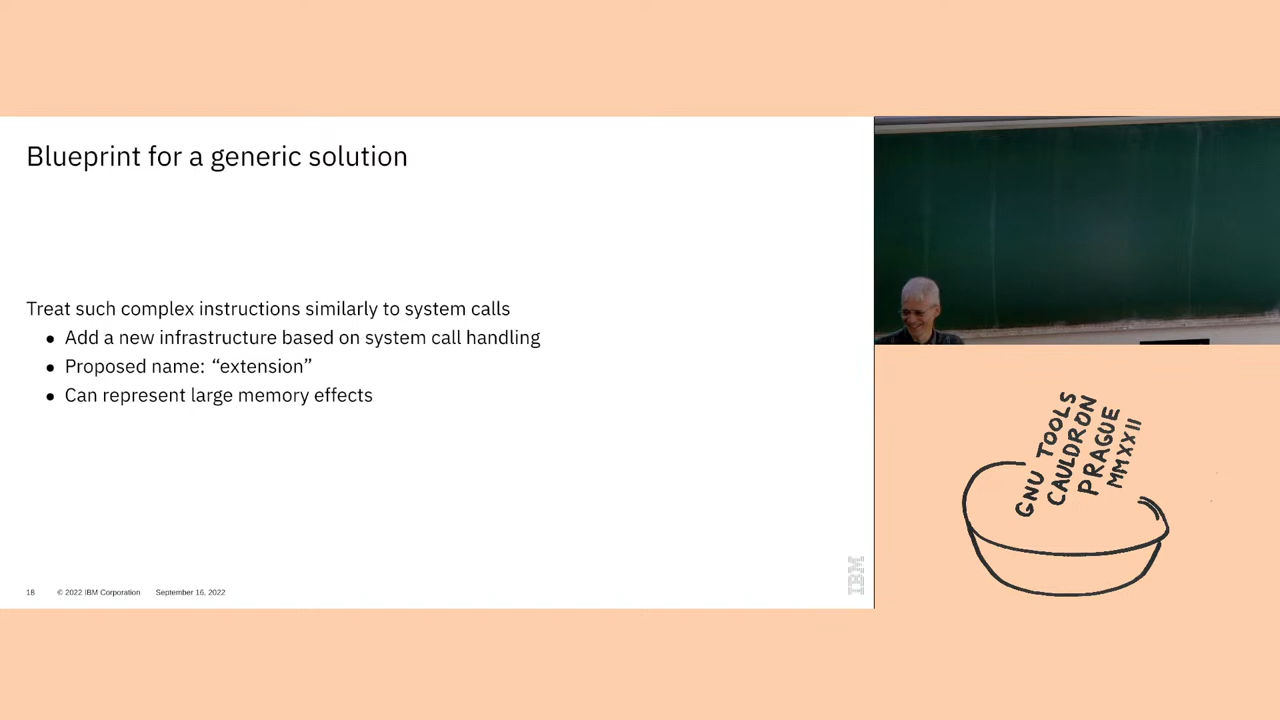 Blueprint for a generic solution
Treat such complex instructions similarly to system calls
● Add a new infrastructure based on system call handling
● Proposed name: “extension”
● Can represent large memory effects
18 © 2022 IBM Corporation September 16, 2022
IBM
GNU TOOLS
CAULDRON
PRAGUE
MMXXII